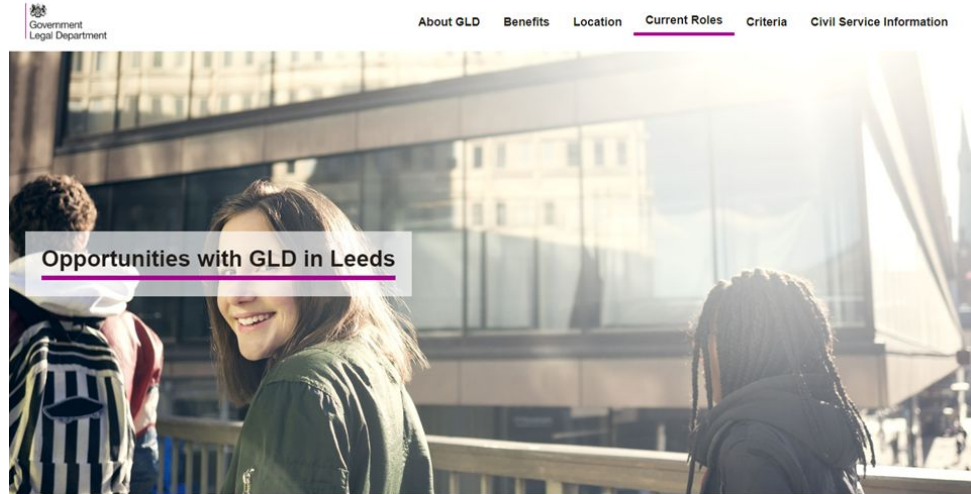 Government
Legal Department
About GLD Benefits Location Current Roles Criteria Civil Service Information
Opportunities with GLD in Leeds